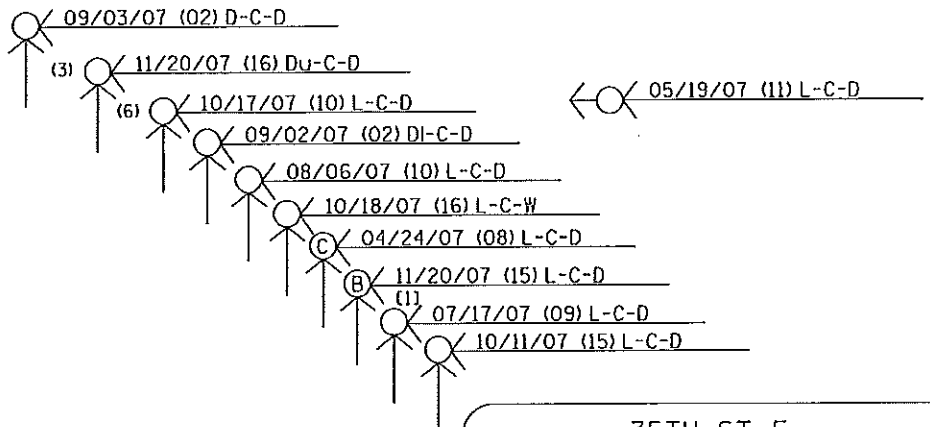 09/03/07 (02) D-C-D
(3) 11/20/07 (16) Du-C-D
(6) 10/17/07 (10) L-C-D
05/19/07 (11) L-C-D
09/02/07 (02) Dl-C-D
08/06/07 (10) L-C-D
10/18/07 (16) L-C-W
C 04/24/07 (08) L-C-D
B 11/20/07 (15) L-C-D
[1] 07/17/07 (09) L-C-D
10/11/07 (15) L-C-D
35TH ST E